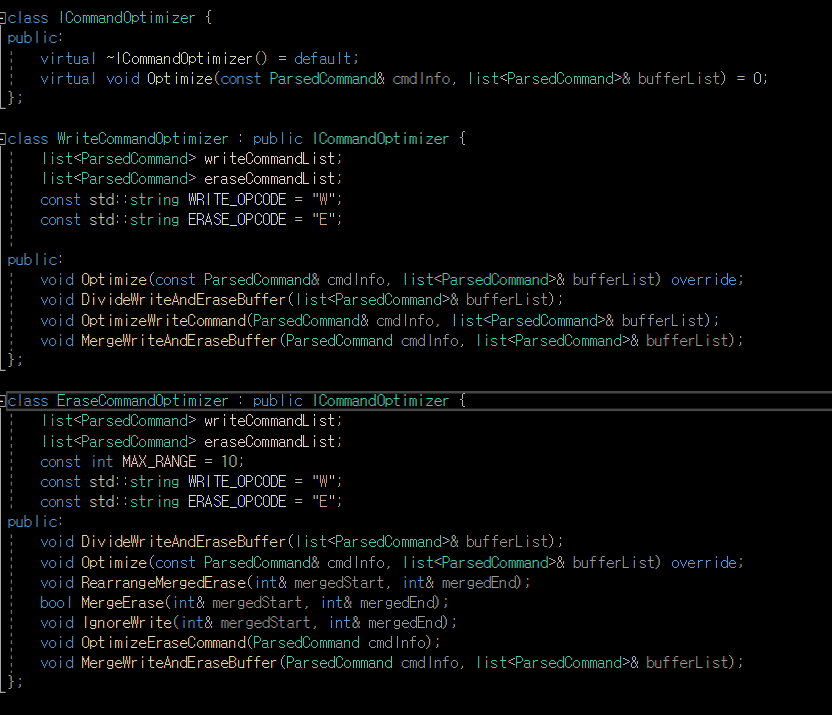 class ICommandOptimizer {
public:
    virtual ~ICommandOptimizer() = default;
    virtual void Optimize(const ParsedCommand& cmdInfo, list<ParsedCommand>& bufferList) = 0;
};
class WriteCommandOptimizer : public ICommandOptimizer {
    list<ParsedCommand> writeCommandList;
    list<ParsedCommand> eraseCommandList;
    const std::string WRITE_OPCODE = "W";
    const std::string ERASE_OPCODE = "E";
public:
    void Optimize(const ParsedCommand& cmdInfo, list<ParsedCommand>& bufferList) override;
    void DivideWriteAndEraseBuffer(list<ParsedCommand>& bufferList);
    void OptimizeWriteCommand(ParsedCommand& cmdInfo, list<ParsedCommand>& bufferList);
    void MergeWriteAndEraseBuffer(ParsedCommand cmdInfo, list<ParsedCommand>& bufferList);
};
class EraseCommandOptimizer : public ICommandOptimizer {
    list<ParsedCommand> writeCommandList;
    list<ParsedCommand> eraseCommandList;
    const int MAX_RANGE = 10;
    const std::string WRITE_OPCODE = "W";
    const std::string ERASE_OPCODE = "E";
public:
    void DivideWriteAndEraseBuffer(list<ParsedCommand>& bufferList);
    void Optimize(const ParsedCommand& cmdInfo, list<ParsedCommand>& bufferList) override;
    void RearrangeMergedErase(int& mergedStart, int& mergedEnd);
    bool MergeErase(int& mergedStart, int& mergedEnd);
    void IgnoreWrite(int& mergedStart, int& mergedEnd);
    void OptimizeEraseCommand(ParsedCommand cmdInfo);
    void MergeWriteAndEraseBuffer(ParsedCommand cmdInfo, list<ParsedCommand>& bufferList);
};